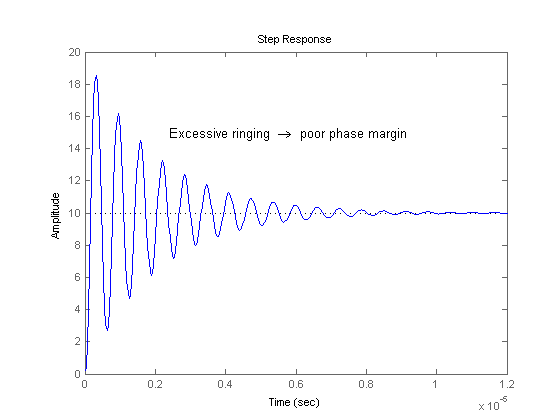 Step Response
20
18
16
14
12
10
8
6
4
2
0
Amplitude
Excessive ringing → poor phase margin
0 0.2 0.4 0.6 0.8 1 1.2
Time (sec)
x 10^-5